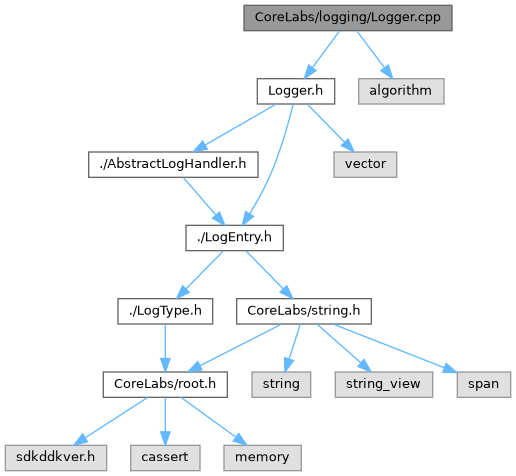 CoreLabs/logging/Logger.cpp
Logger.h
algorithm
./AbstractLogHandler.h
vector
./LogEntry.h
./LogType.h
CoreLabs/string.h
CoreLabs/root.h
string
string_view
span
sdkddkver.h
cassert
memory